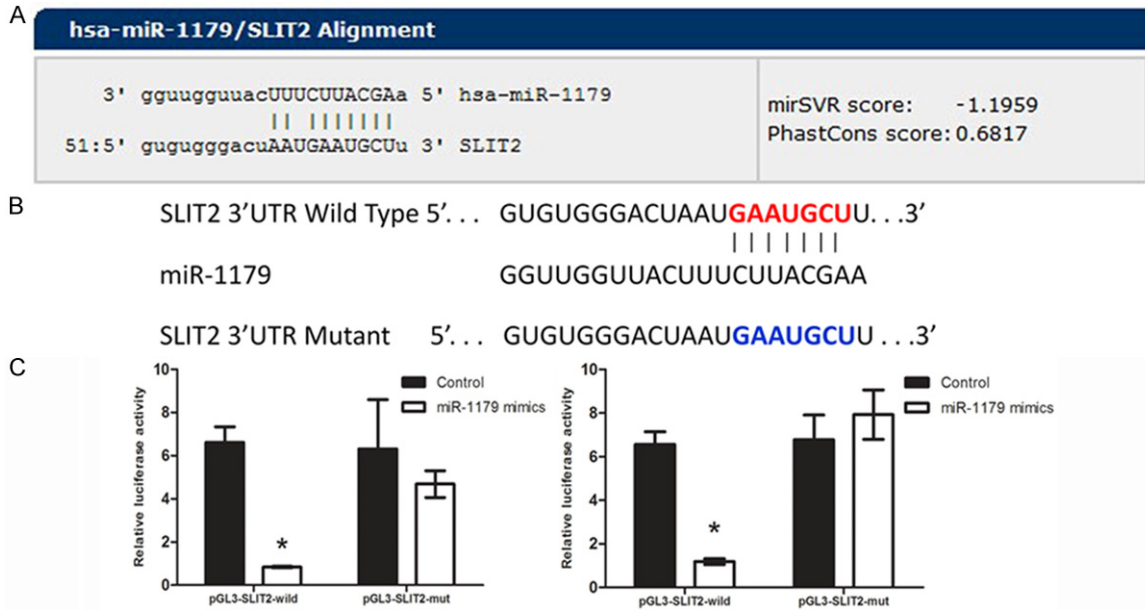 A
hsa-miR-1179/SLIT2 Alignment
3' gguugguuacUUUCUUACGAa 5' hsa-miR-1179
|| |||||||
51:5' gugugggacuAAUGAAUGCUu 3' SLIT2
mirSVR score: -1.1959
PhastCons score: 0.6817
B
SLIT2 3’UTR Wild Type 5’. . . GUGUGGGACUAAUGAAUGCUU. . .3’
| | | | | | |
miR-1179 GGUUGGUUACUUUCUUACGAA
SLIT2 3’UTR Mutant 5’. . . GUGUGGGACUAAUGAAUGCUU . . .3’
C
Relative luciferase activity
10
8
6
4
2
0
Control
miR-1179 mimics
*
pGL3-SLIT2-wild pGL3-SLIT2-mut
Relative luciferase activity
10
8
6
4
2
0
Control
miR-1179 mimics
*
pGL3-SLIT2-wild pGL3-SLIT2-mut